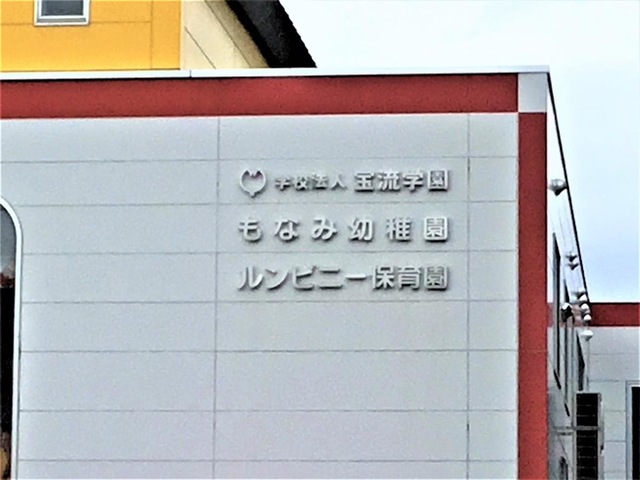 学校法人 宝流学園
もなみ幼稚園
ルンビニー保育園